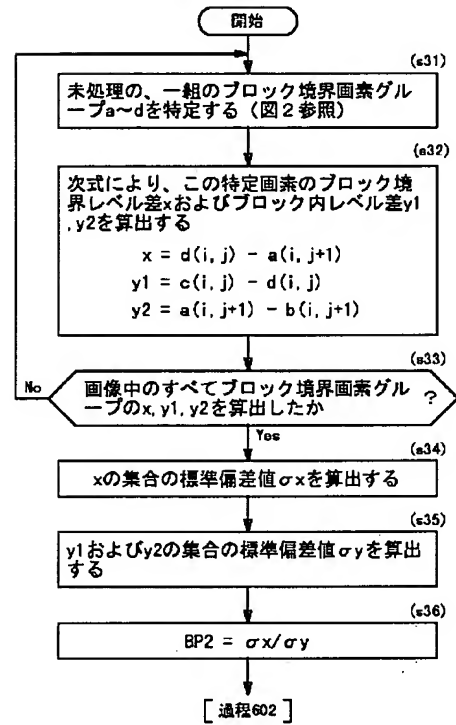 開始
(s31)
未処理の、一組のブロック境界画素グルー
プa～dを特定する（図2参照）
(s32)
次式により、この特定画素のブロック境
界レベル差xおよびブロック内レベル差y1
,y2を算出する
x = d(i, j) - a(i, j+1)
y1 = c(i, j) - d(i, j)
y2 = a(i, j+1) - b(i, j+1)
(s33)
No
画像中のすべてブロック境界画素グルー
プのx, y1, y2を算出したか
?
Yes
(s34)
xの集合の標準偏差値σxを算出する
(s35)
y1およびy2の集合の標準偏差値σyを算出
する
(s36)
BP2 = σx/σy
[ 過程602 ]